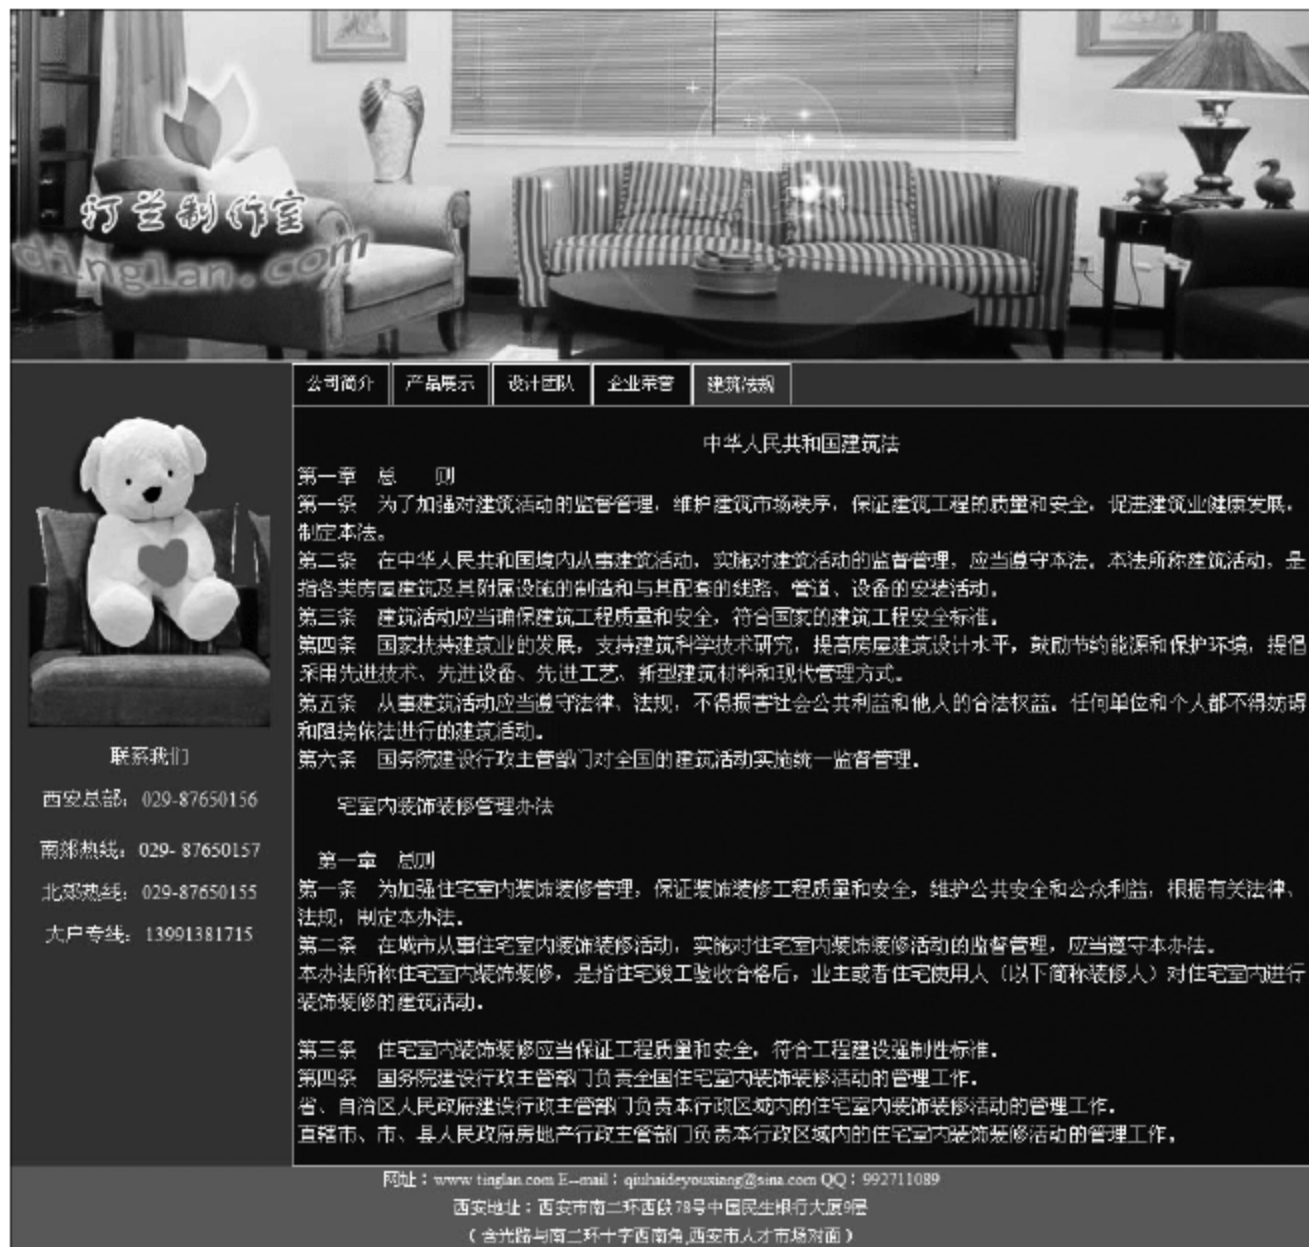 汀兰制作室
dinglan.com
公司简介 产品展示 设计团队 企业荣誉 建筑法规
中华人民共和国建筑法
第一章 总 则
第一条 为了加强对建筑活动的监督管理，维护建筑市场秩序，保证建筑工程的质量和安全，促进建筑业健康发展，
制定本法。
第二条 在中华人民共和国境内从事建筑活动，实施对建筑活动的监督管理，应当遵守本法。本法所称建筑活动，是
指各类房屋建筑及其附属设施的制造和与其配套的线路、管道、设备的安装活动。
第三条 建筑活动应当确保建筑工程质量和安全，符合国家的建筑工程安全标准。
第四条 国家扶持建筑业的发展，支持建筑科学技术研究，提高房屋建筑设计水平，鼓励节约能源和保护环境，提倡
采用先进技术、先进设备、先进工艺、新型建筑材料和现代管理方式。
第五条 从事建筑活动应当遵守法律、法规，不得损害社会公共利益和他人的合法权益。任何单位和个人都不得妨碍
和阻挠依法进行的建筑活动。
第六条 国务院建设行政主管部门对全国的建筑活动实施统一监督管理。
宅室内装饰装修管理办法
第一章 总则
第一条 为加强住宅室内装饰装修管理，保证装饰装修工程质量和安全，维护公共安全和公众利益，根据有关法律、
法规，制定本办法。
第二条 在城市从事住宅室内装饰装修活动，实施对住宅室内装饰装修活动的监督管理，应当遵守本办法。
本办法所称住宅室内装饰装修，是指住宅竣工验收合格后，业主或者住宅使用人（以下简称装修人）对住宅室内进行
装饰装修的建筑活动。
第三条 住宅室内装饰装修应当保证工程质量和安全，符合工程建设强制性标准。
第四条 国务院建设行政主管部门负责全国住宅室内装饰装修活动的管理工作。
省、自治区人民政府建设行政主管部门负责本行政区域内的住宅室内装饰装修活动的管理工作。
直辖市、市、县人民政府房地产行政主管部门负责本行政区域内的住宅室内装饰装修活动的管理工作。
联系我们
西安总部：029-87650156
南郊热线：029- 87650157
北郊热线：029-87650155
大户专线：13991381715
网址：www tinglan.com E--mail：qiuhaideyouxiang@sina.com QQ：992711089
西安地址：西安市南二环西段78号中国民生银行大厦9层
（含光路与南二环十字西南角,西安市人才市场对面）